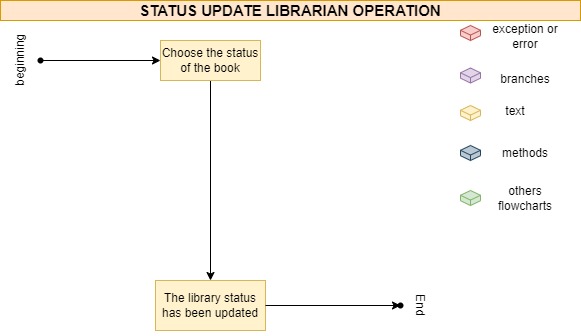 STATUS UPDATE LIBRARIAN OPERATION
beginning
Choose the status
of the book
exception or
error
branches
text
methods
others
flowcharts
The library status
has been updated
End